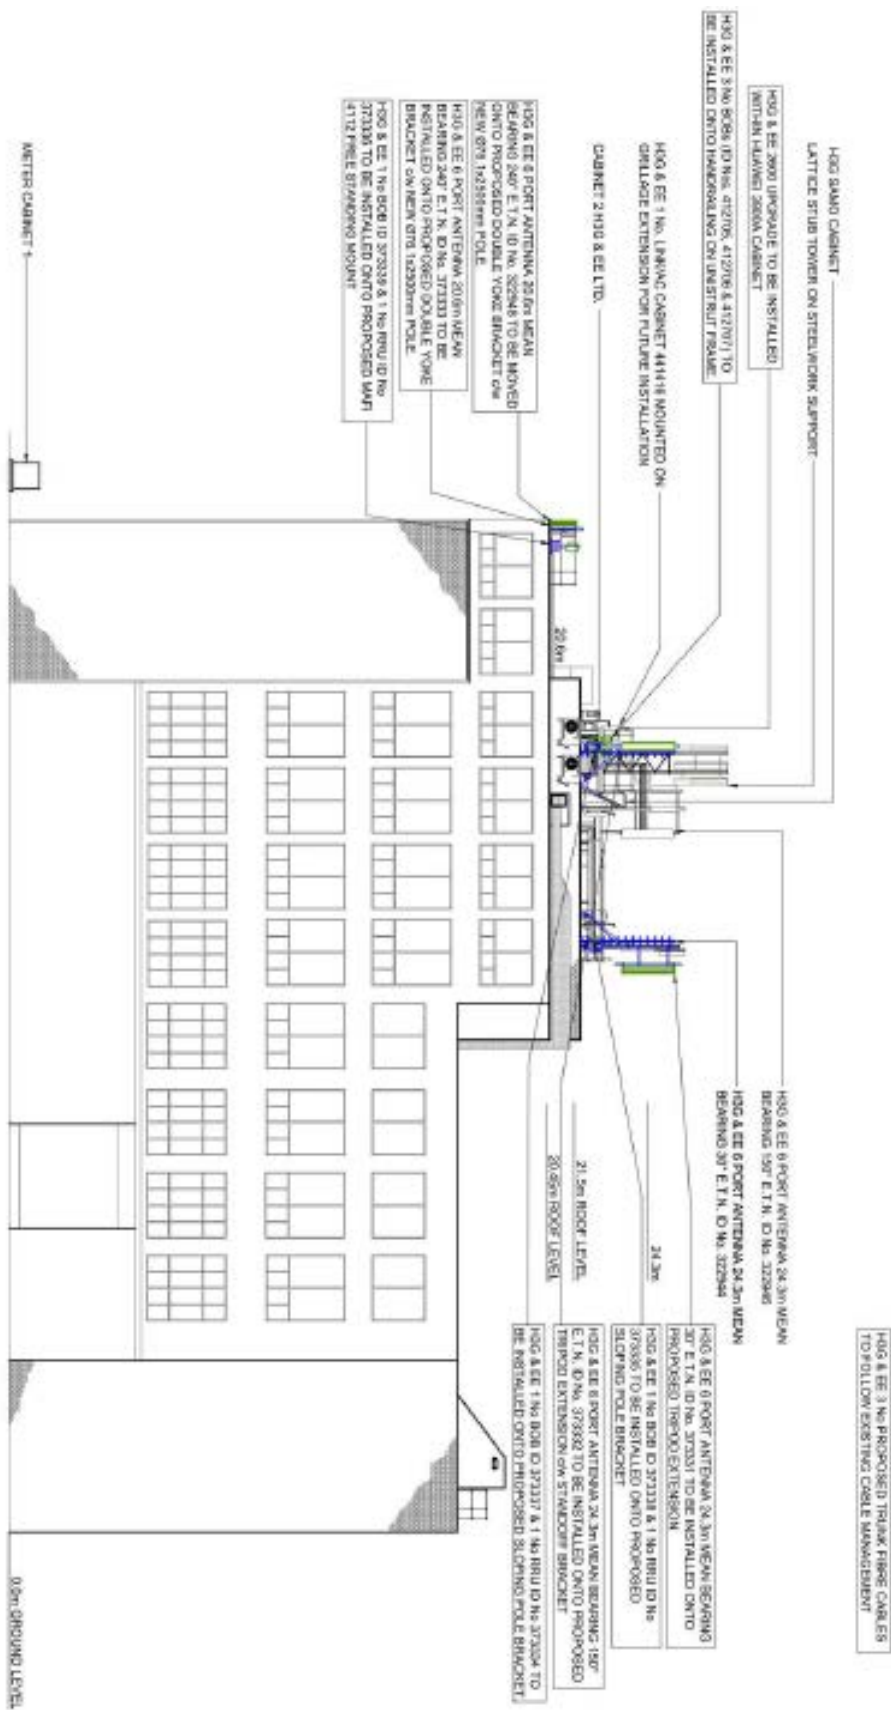 H3G SAMO CABINET
LATTICE STUB TOWER ON STEELWORK SUPPORT
H3G & EE 3900 UPGRADE TO BE INSTALLED
WITHIN HUAWEI 3900A CABINET
H3G & EE 3 No BOBs (ID Nos. 412705, 412706 & 412707) TO
BE INSTALLED ONTO HANDRAILING ON UNISTRUT FRAME
H3G & EE 1 No. LINK/AC CABINET 441416 MOUNTED ON
GRILLAGE EXTENSION FOR FUTURE INSTALLATION
CABINET 2 H3G & EE LTD.
H3G & EE 6 PORT ANTENNA 20.6m MEAN
BEARING 240° E.T.N. ID No. 322948 TO BE MOVED
ONTO PROPOSED DOUBLE YOKE BRACKET c/w
NEW Ø76.1x2500mm POLE
H3G & EE 6 PORT ANTENNA 20.6m MEAN
BEARING 240° E.T.N. ID No. 373333 TO BE
INSTALLED ONTO PROPOSED DOUBLE YOKE
BRACKET c/w NEW Ø76.1x2500mm POLE.
H3G & EE 1 No BOB ID 373339 & 1 No RRU ID No
373336 TO BE INSTALLED ONTO PROPOSED MAFI
4112 FREE STANDING MOUNT
METER CABINET 1
20.6m
H3G & EE 3 No PROPOSED TRUNK FIBRE CABLES
TO FOLLOW EXISTING CABLE MANAGEMENT
H3G & EE 6 PORT ANTENNA 24.3m MEAN
BEARING 150° E.T.N. ID No. 322946
H3G & EE 6 PORT ANTENNA 24.3m MEAN
BEARING 30° E.T.N. ID No. 322944
H3G & EE 6 PORT ANTENNA 24.3m MEAN BEARING
30° E.T.N. ID No. 373331 TO BE INSTALLED ONTO
PROPOSED TRIPOD EXTENSION
24.3m
H3G & EE 1 No BOB ID 373338 & 1 No RRU ID No
373335 TO BE INSTALLED ONTO PROPOSED
SLOPING POLE BRACKET
21.5m ROOF LEVEL
H3G & EE 6 PORT ANTENNA 24.3m MEAN BEARING 150°
E.T.N. ID No. 373332 TO BE INSTALLED ONTO PROPOSED
TRIPOD EXTENSION c/w STANDOFF BRACKET
20.45m ROOF LEVEL
H3G & EE 1 No BOB ID 373337 & 1 No RRU ID No 373334 TO
BE INSTALLED ONTO PROPOSED SLOPING POLE BRACKET
0.0m GROUND LEVEL